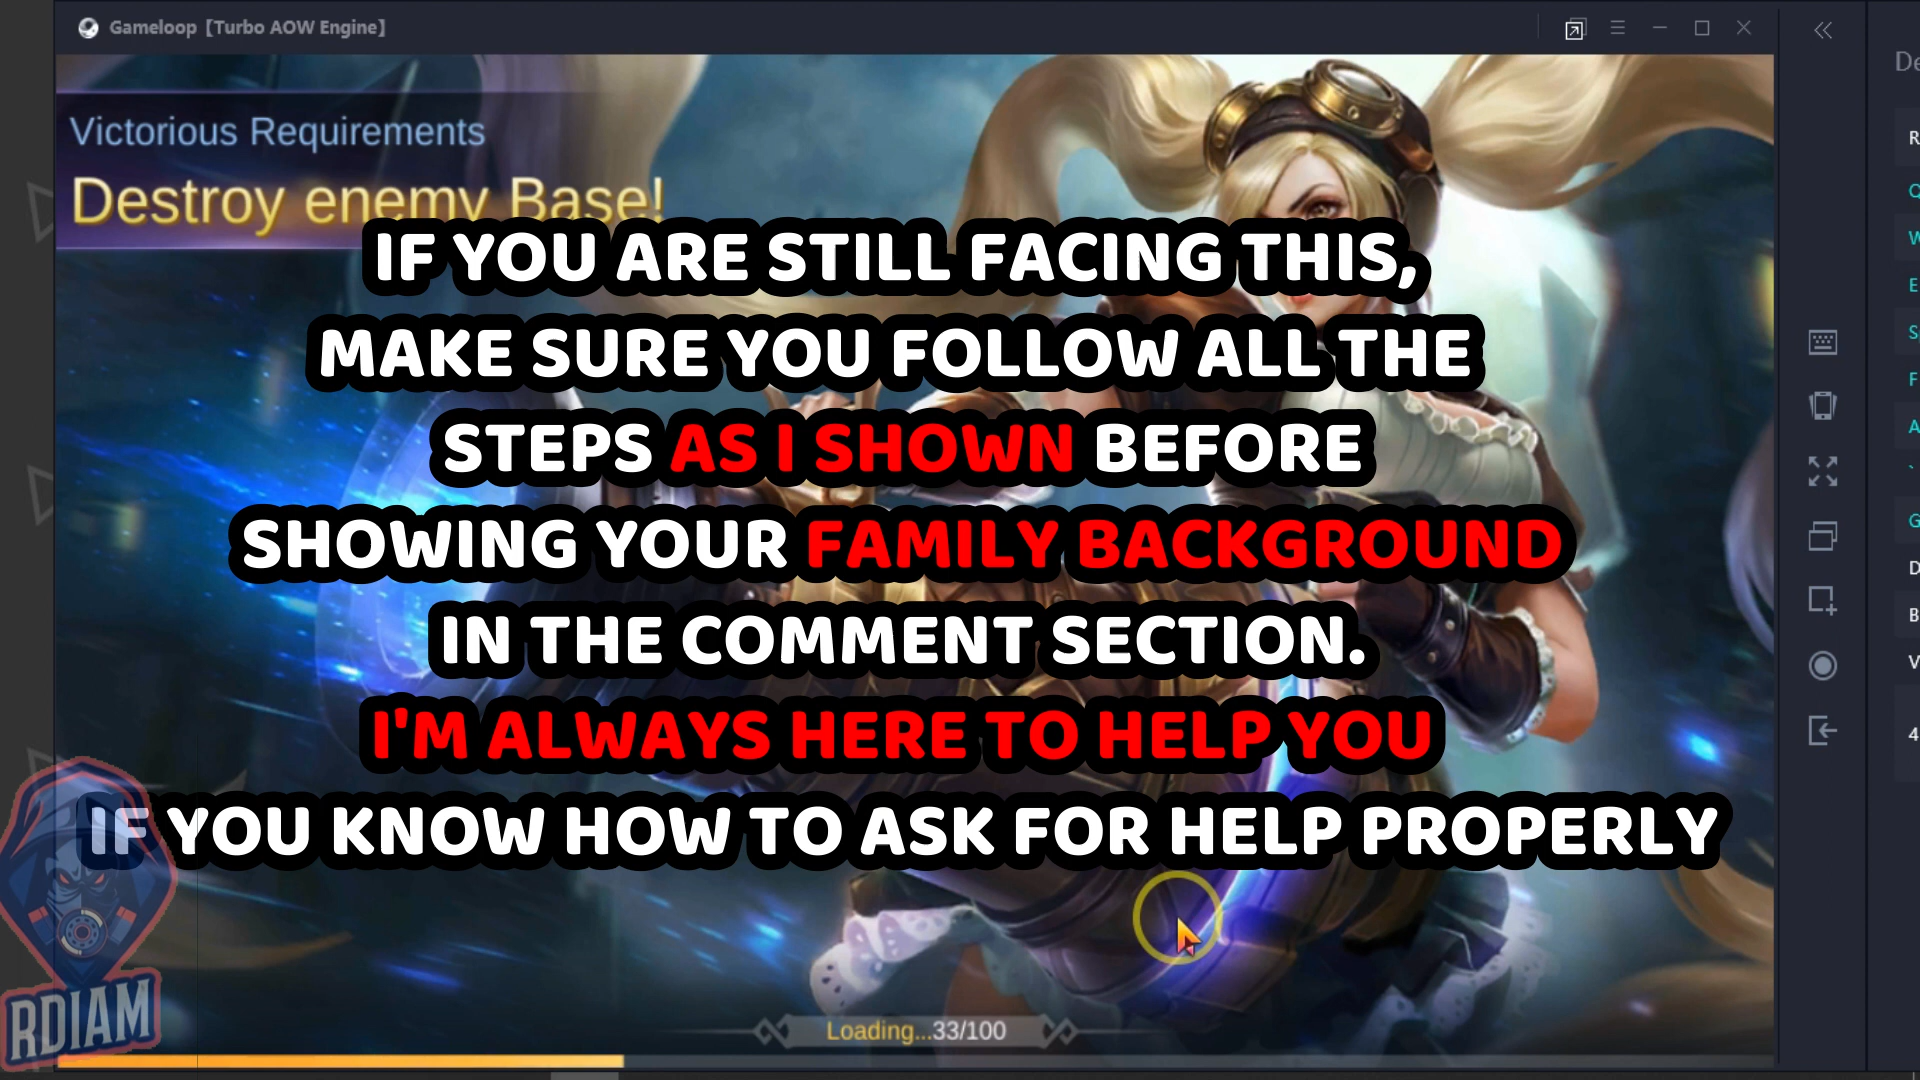 Gameloop【Turbo AOW Engine】
Victorious Requirements
Destroy enemy Base!
IF YOU ARE STILL FACING THIS,
MAKE SURE YOU FOLLOW ALL THE
STEPS AS I SHOWN BEFORE
SHOWING YOUR FAMILY BACKGROUND
IN THE COMMENT SECTION.
I'M ALWAYS HERE TO HELP YOU
IF YOU KNOW HOW TO ASK FOR HELP PROPERLY
RDIAM
Loading...33/100